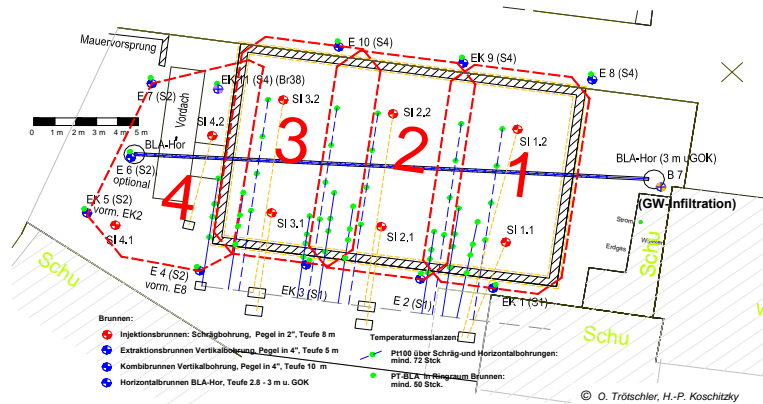 E 10 (S4)
Mauervorsprung
EK 9 (S4)
E 8 (S4)
E 7 (S2)
EK 11 (S4) (Br38)
Vordach
SI 3.2
SI 2.2
SI 4.2
SI 1.2
0 1 m 2 m 3 m 4 m 5 m
3
2
1
4
BLA-Hor
BLA-Hor (3 m uGOK)
B 7
E 6 (S2)
optional
(GW-Infiltration)
EK 5 (S2)
vorm. EK2
SI 4.1
SI 3.1
SI 2.1
SI 1.1
Strom
Wasser
Erdgas
Schu
Schu
E 4 (S2)
vorm. E8
EK 3 (S1)
E 2 (S1)
EK 1 (S1)
Schu
Brunnen:
Injektionsbrunnen: Schrägbohrung, Pegel in 2", Teufe 8 m
Extraktionsbrunnen Vertikalbohrung, Pegel in 4", Teufe 5 m
Kombibrunnen Vertikalbohrung, Pegel in 4", Teufe 10 m
Horizontalbrunnen BLA-Hor, Teufe 2.8 - 3 m u. GOK
Temperaturmesslanzen
Pt100 über Schräg-und Horizontalbohrungen:
mind. 72 Stck
PT-BLA in Ringraum Brunnen:
mind. 50 Stck.
© O. Trötschler, H.-P. Koschitzky